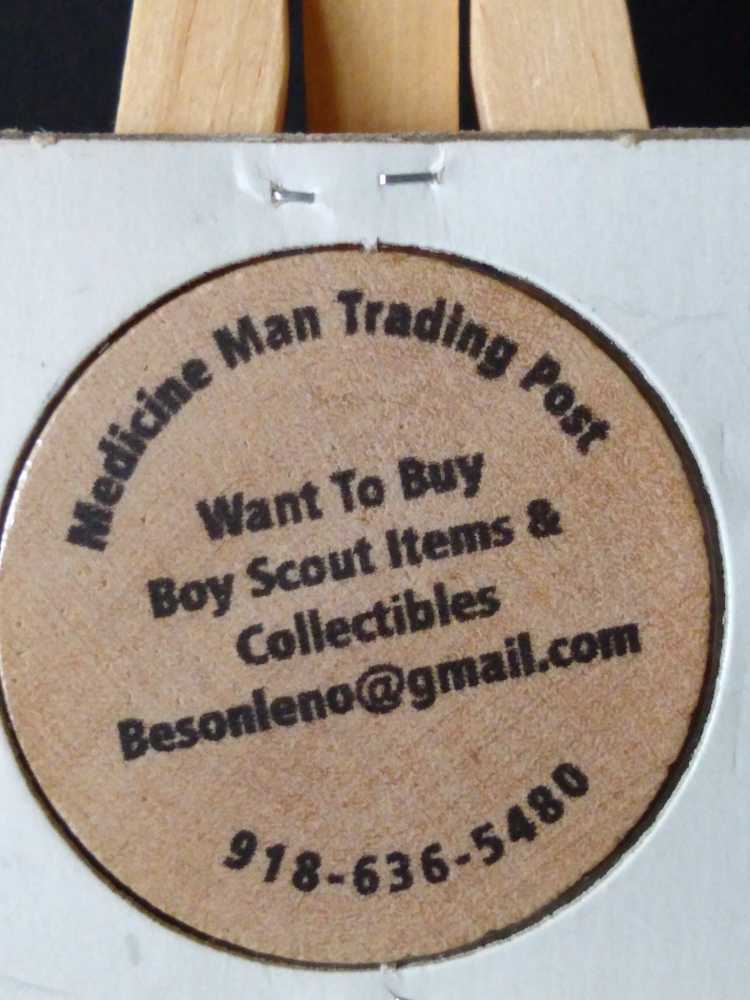 Medicine Man Trading Post
Want To Buy
Boy Scout Items &
Collectibles
Besonleno@gmail.com
918-636-5480